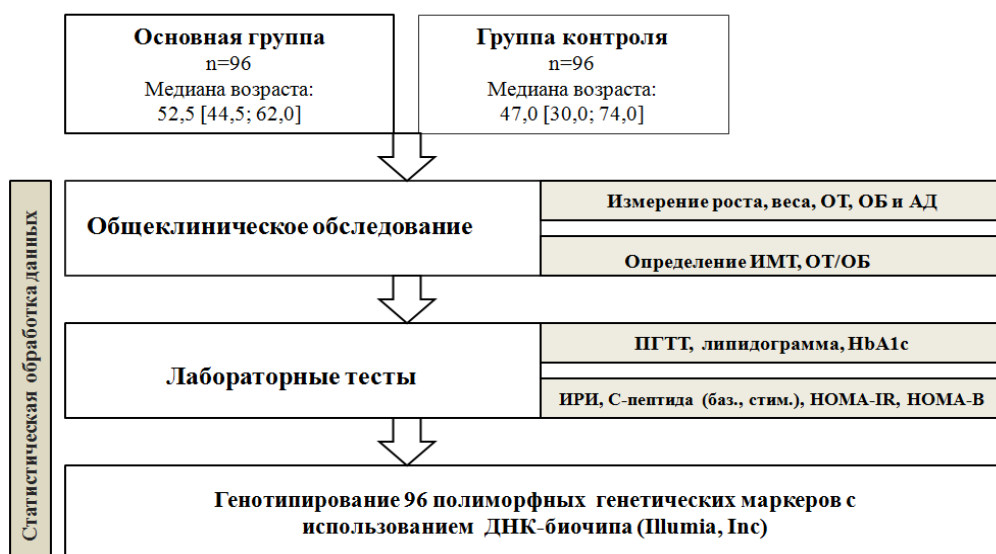 Основная группа
n=96
Медиана возраста:
52,5 [44,5; 62,0]
Группа контроля
n=96
Медиана возраста:
47,0 [30,0; 74,0]
Статистическая обработка данных
Общеклиническое обследование
Измерение роста, веса, ОТ, ОБ и АД
Определение ИМТ, ОТ/ОБ
Лабораторные тесты
ПГТТ, липидограмма, HbA1c
ИРИ, С-пептида (баз., стим.), HOMA-IR, HOMA-B
Генотипирование 96 полиморфных генетических маркеров с
использованием ДНК-биочипа (Illumia, Inc)